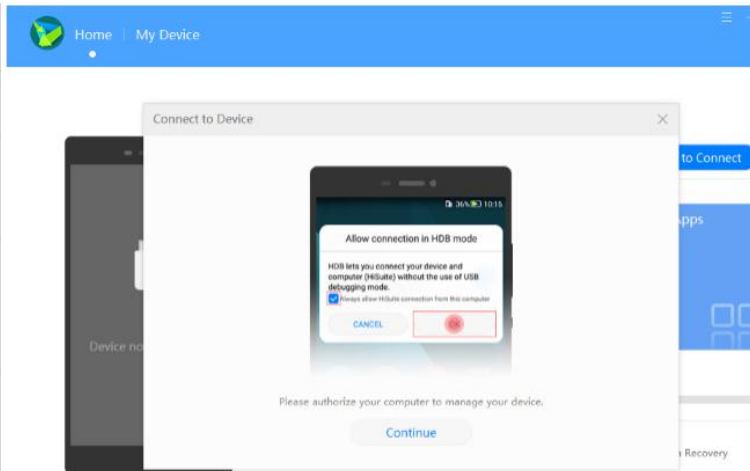 Home | My Device
Connect to Device
to Connect
36% 10:15
Apps
Allow connection in HDB mode
HDB lets you connect your device and
computer (HiSuite) without the use of USB
debugging mode.
Always allow HiSuite connection from this computer
CANCEL OK
Device no
Please authorize your computer to manage your device.
Continue
Recovery